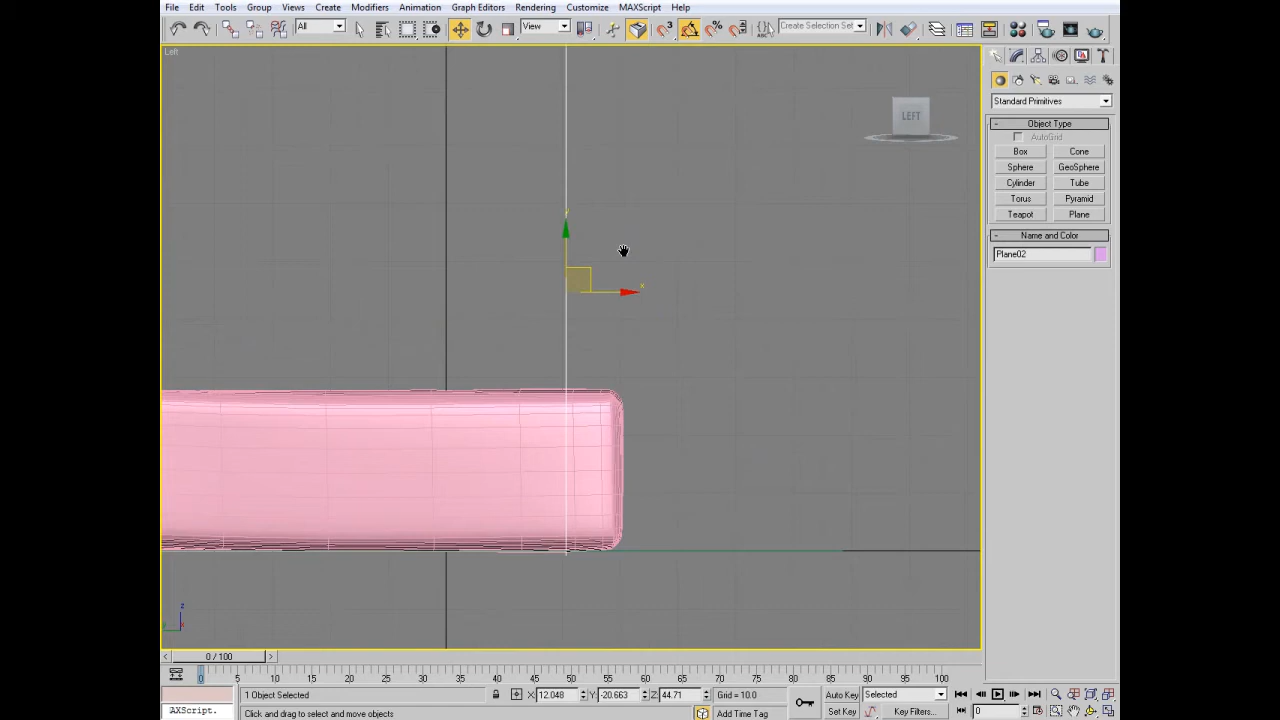 File Edit Tools Group Views Create Modifiers Animation Graph Editors Rendering Customize MAXScript Help
All View Create Selection Set
Left
LEFT
Standard Primitives
- Object Type
AutoGrid
Box Cone
Sphere GeoSphere
Cylinder Tube
Torus Pyramid
Teapot Plane
- Name and Color
Plane02
y
x
z
x
< 0 / 100 >
0 5 10 15 20 25 30 35 40 45 50 55 60 65 70 75 80 85 90 95 100
1 Object Selected X: 12.048 Y: -20.663 Z: 44.71 Grid = 10.0 Auto Key Selected
AXScript. Click and drag to select and move objects Add Time Tag Set Key Key Filters... 0